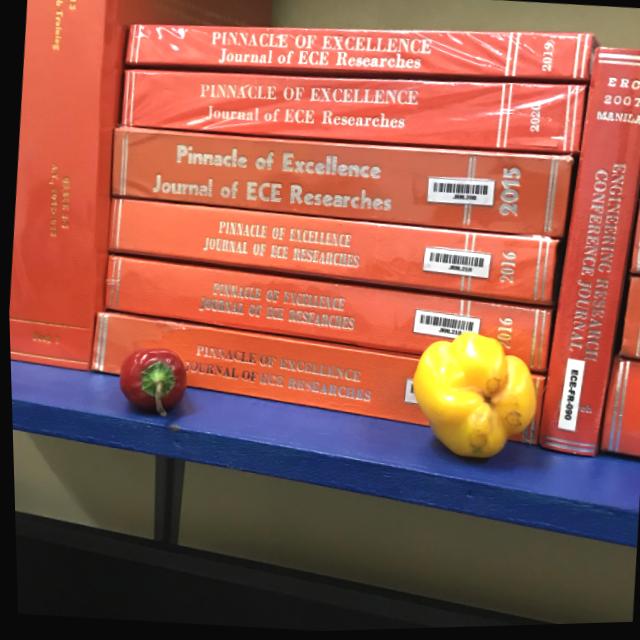 PINNACLE OF EXCELLENCE
Journal of ECE Researches
2019
PINNACLE OF EXCELLENCE
Journal of ECE Researches
2020
Pinnacle of Excellence
Journal of ECE Researches
2015
PINNACLE OF EXCELLENCE
JOURNAL OF ECE RESEARCHES
2016
PINNACLE OF EXCELLENCE
JOURNAL OF ECE RESEARCHES
2016
PINNACLE OF EXCELLENCE
JOURNAL OF ECE RESEARCHES
Training
ERC
2007
MANILA
ENGINEERING RESEARCH
CONFERENCE JOURNAL
ECE-FR-090